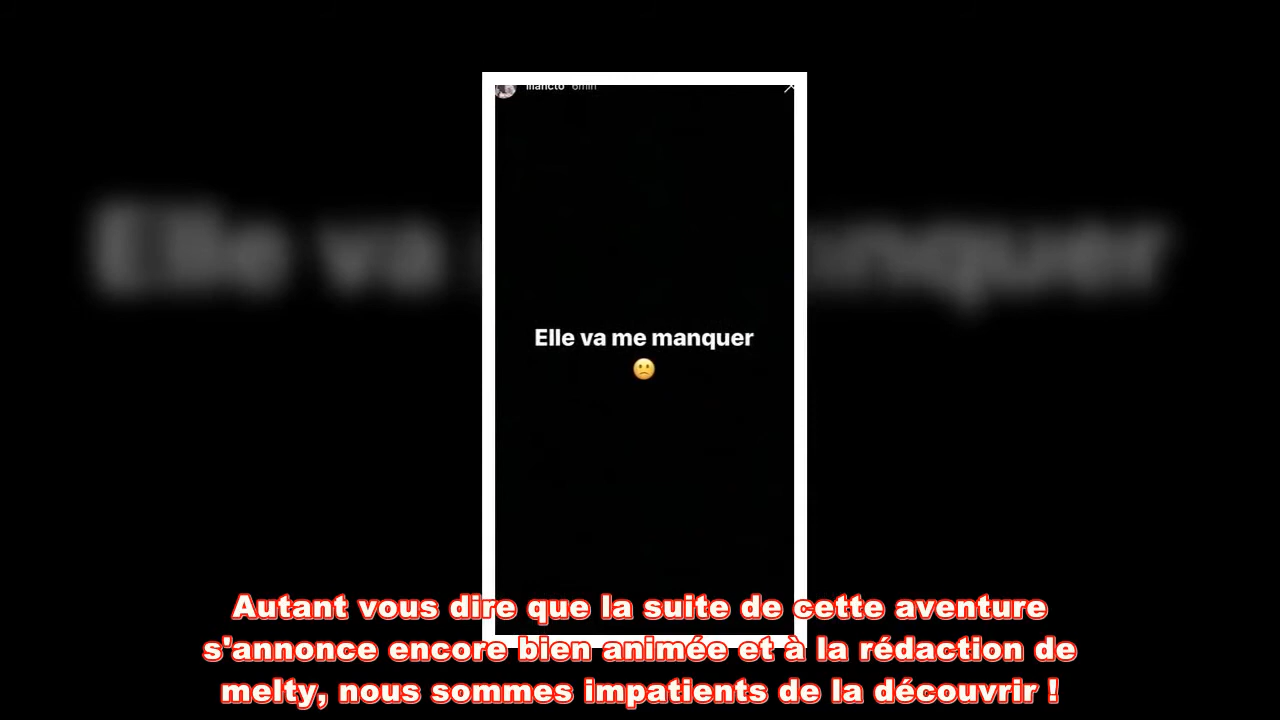 6min
Elle va me manquer
Autant vous dire que la suite de cette aventure
s'annonce encore bien animée et à la rédaction de
melty, nous sommes impatients de la découvrir !